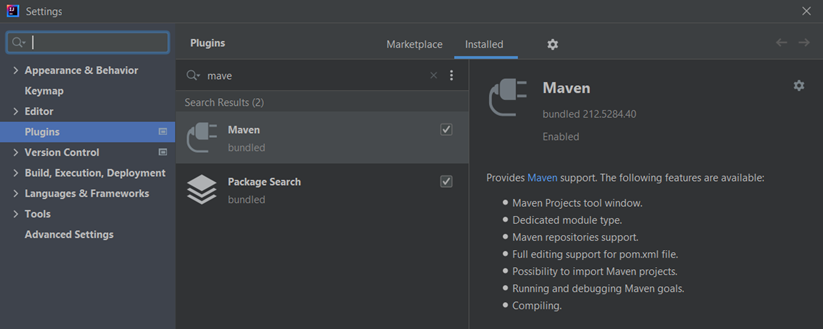 Settings
Plugins
Marketplace
Installed
mave
Search Results (2)
Appearance & Behavior
Keymap
Editor
Plugins
Version Control
Build, Execution, Deployment
Languages & Frameworks
Tools
Advanced Settings
Maven
bundled
Package Search
bundled
Maven
bundled 212.5284.40
Enabled
Provides Maven support. The following features are available:
Maven Projects tool window.
Dedicated module type.
Maven repositories support.
Full editing support for pom.xml file.
Possibility to import Maven projects.
Running and debugging Maven goals.
Compiling.